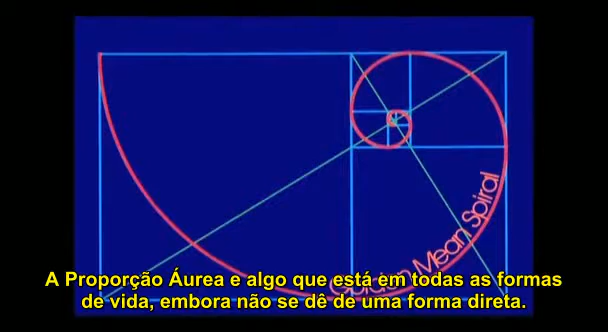 Golden Mean Spiral
A Proporção Áurea e algo que está em todas as formas
de vida, embora não se dê de uma forma direta.